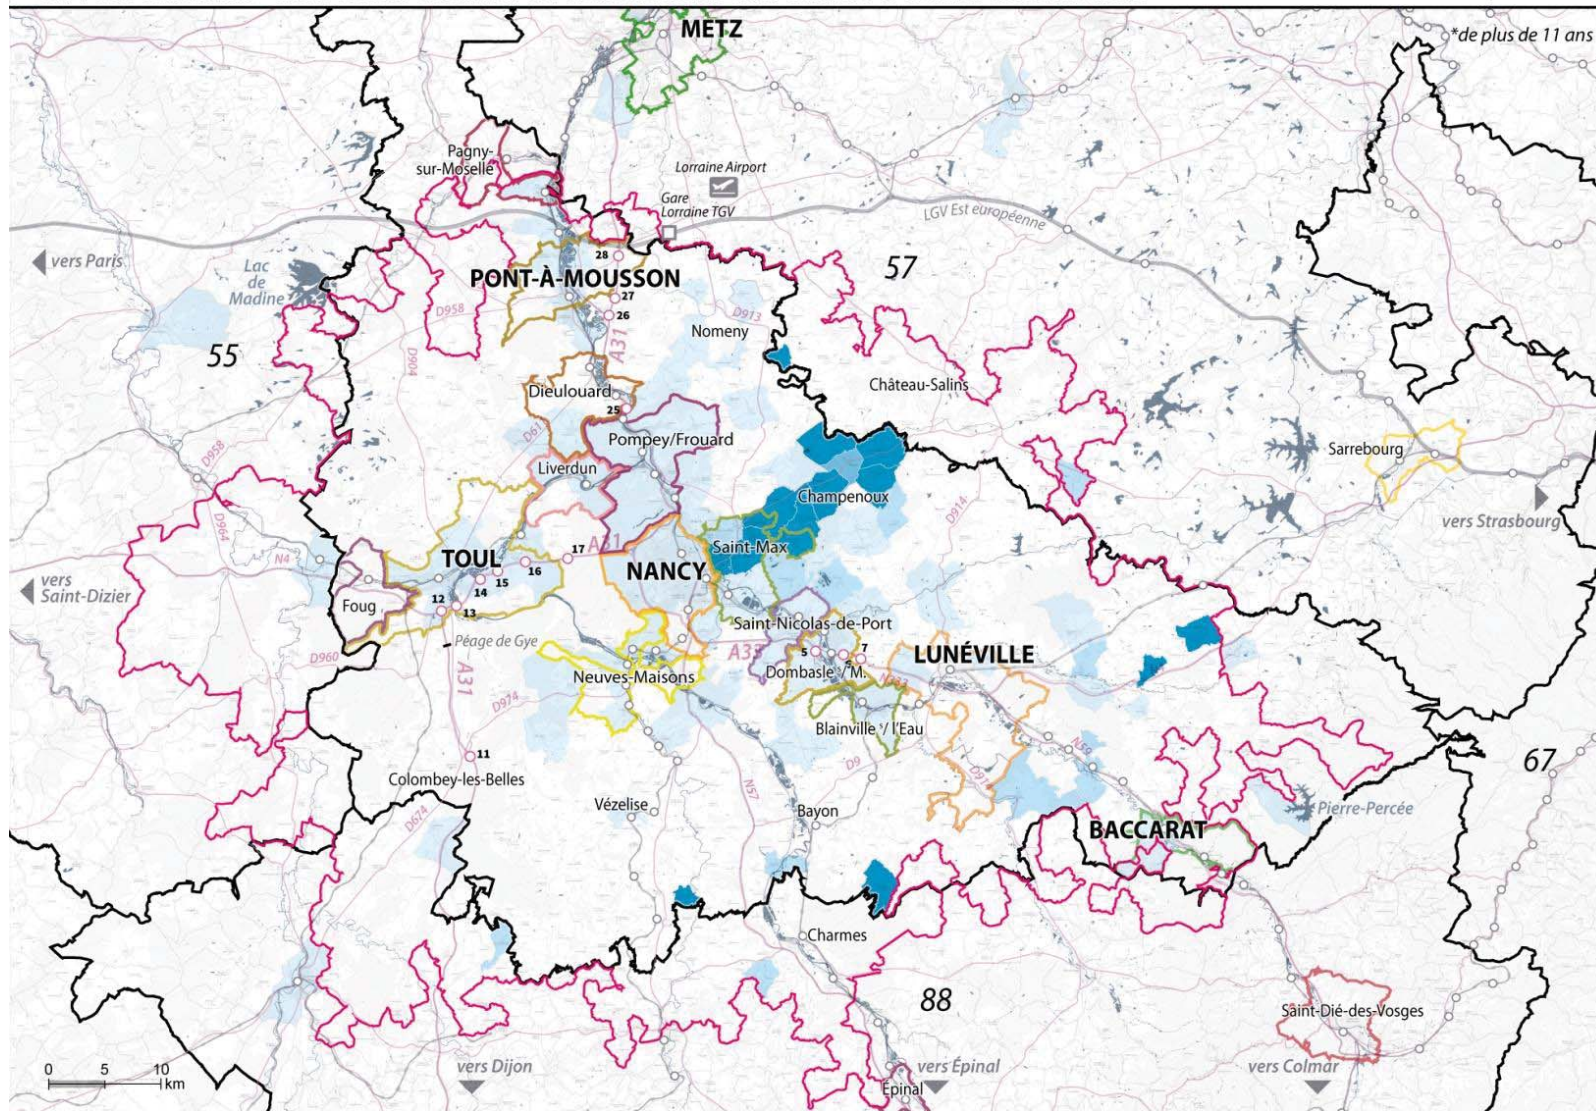 METZ
*de plus de 11 ans
Pagny-
sur-Moselle
Lorraine Airport
Gare
Lorraine TGV
LGV Est européenne
vers Paris
Lac
de
Madine
57
28
PONT-À-MOUSSON
27
26
D958
A31
D913
Nomeny
55
D904
Château-Salins
Dieulouard
25
D611
Pompey/Frouard
Sarrebourg
D958
Liverdun
Champenoux
D914
vers Strasbourg
D964
N4
17
A31
Saint-Max
TOUL
16
15
NANCY
vers
Saint-Dizier
14
Foug
12
13
Saint-Nicolas-de-Port
Péage de Gye
A33
5
7
LUNÉVILLE
D960
A31
Neuves-Maisons
Dombasle s/ M.
D974
Blainville s/ l'Eau
N59
67
11
D9
Colombey-les-Belles
N57
D914
Vézelise
Bayon
Pierre-Percée
D674
BACCARAT
Charmes
88
Saint-Dié-des-Vosges
vers Dijon
vers Épinal
vers Colmar
0 5 10
km
Épinal